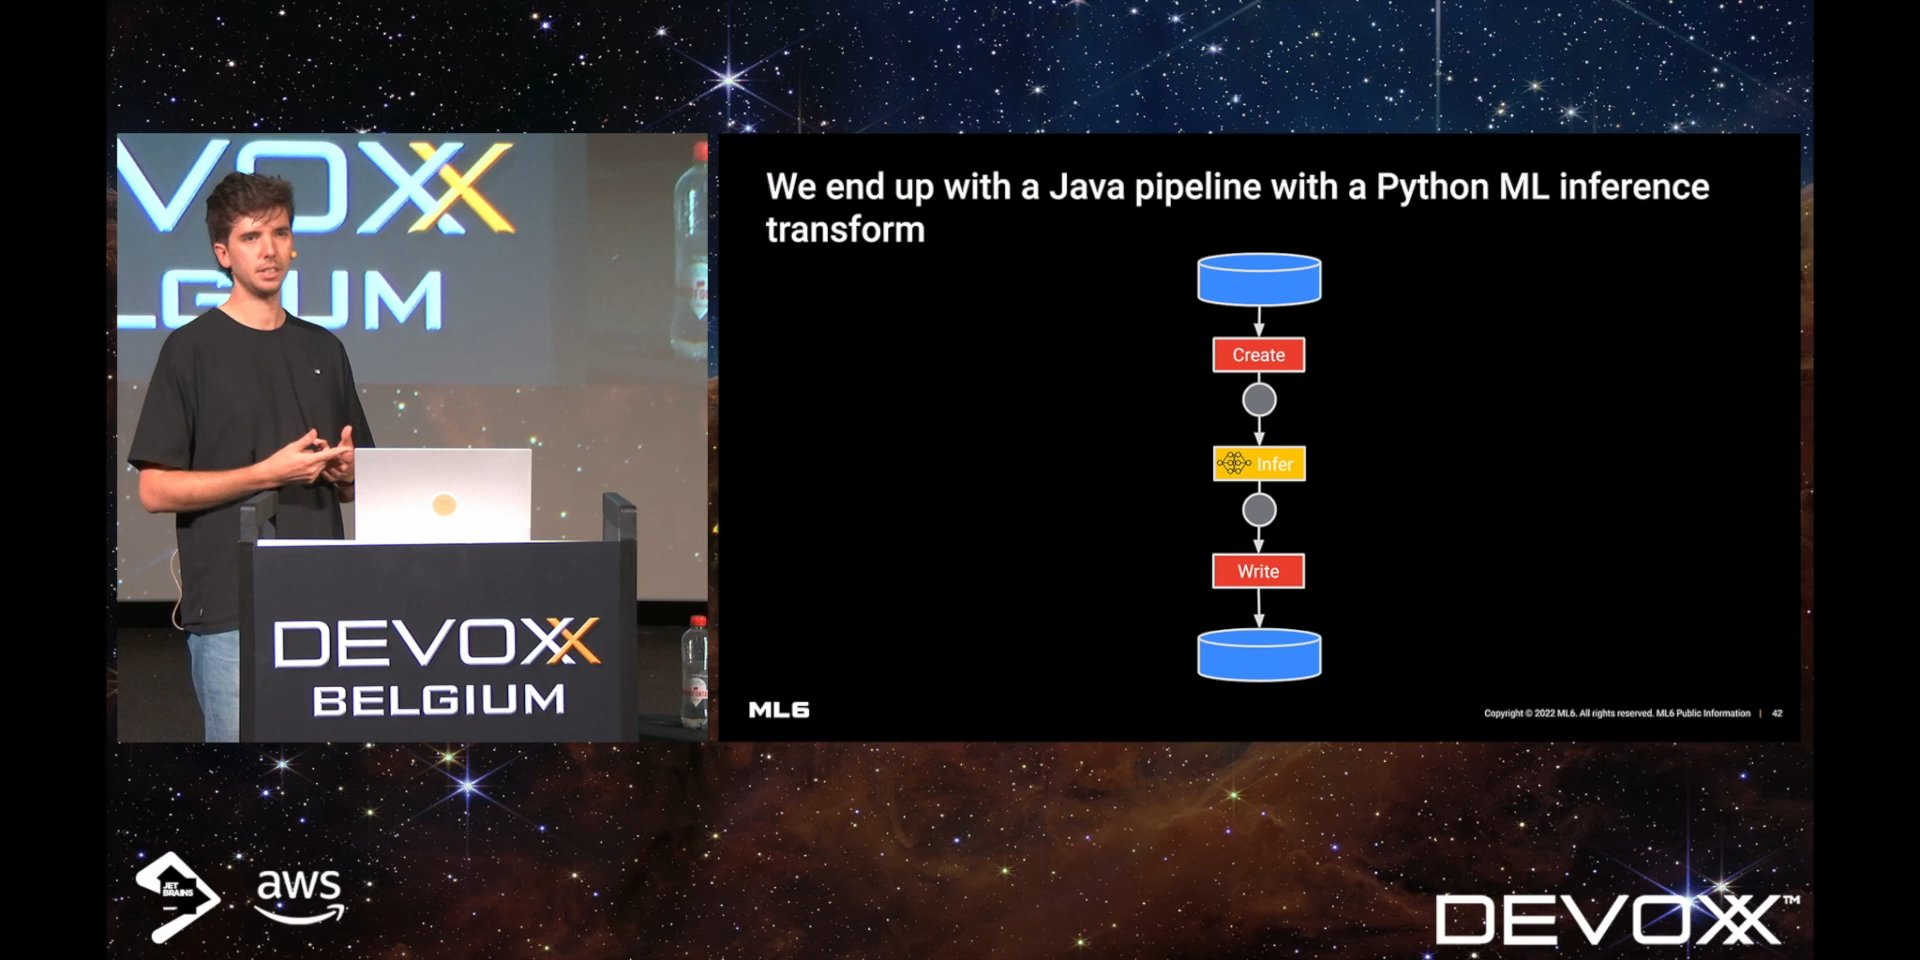 VOXX
LGIUM
DEVOXX
BELGIUM
We end up with a Java pipeline with a Python ML inference
transform
Create
Infer
Write
ML6
Copyright © 2022 ML6. All rights reserved. ML6 Public Information | 42
JET
BRAINS
aws
DEVOXX™